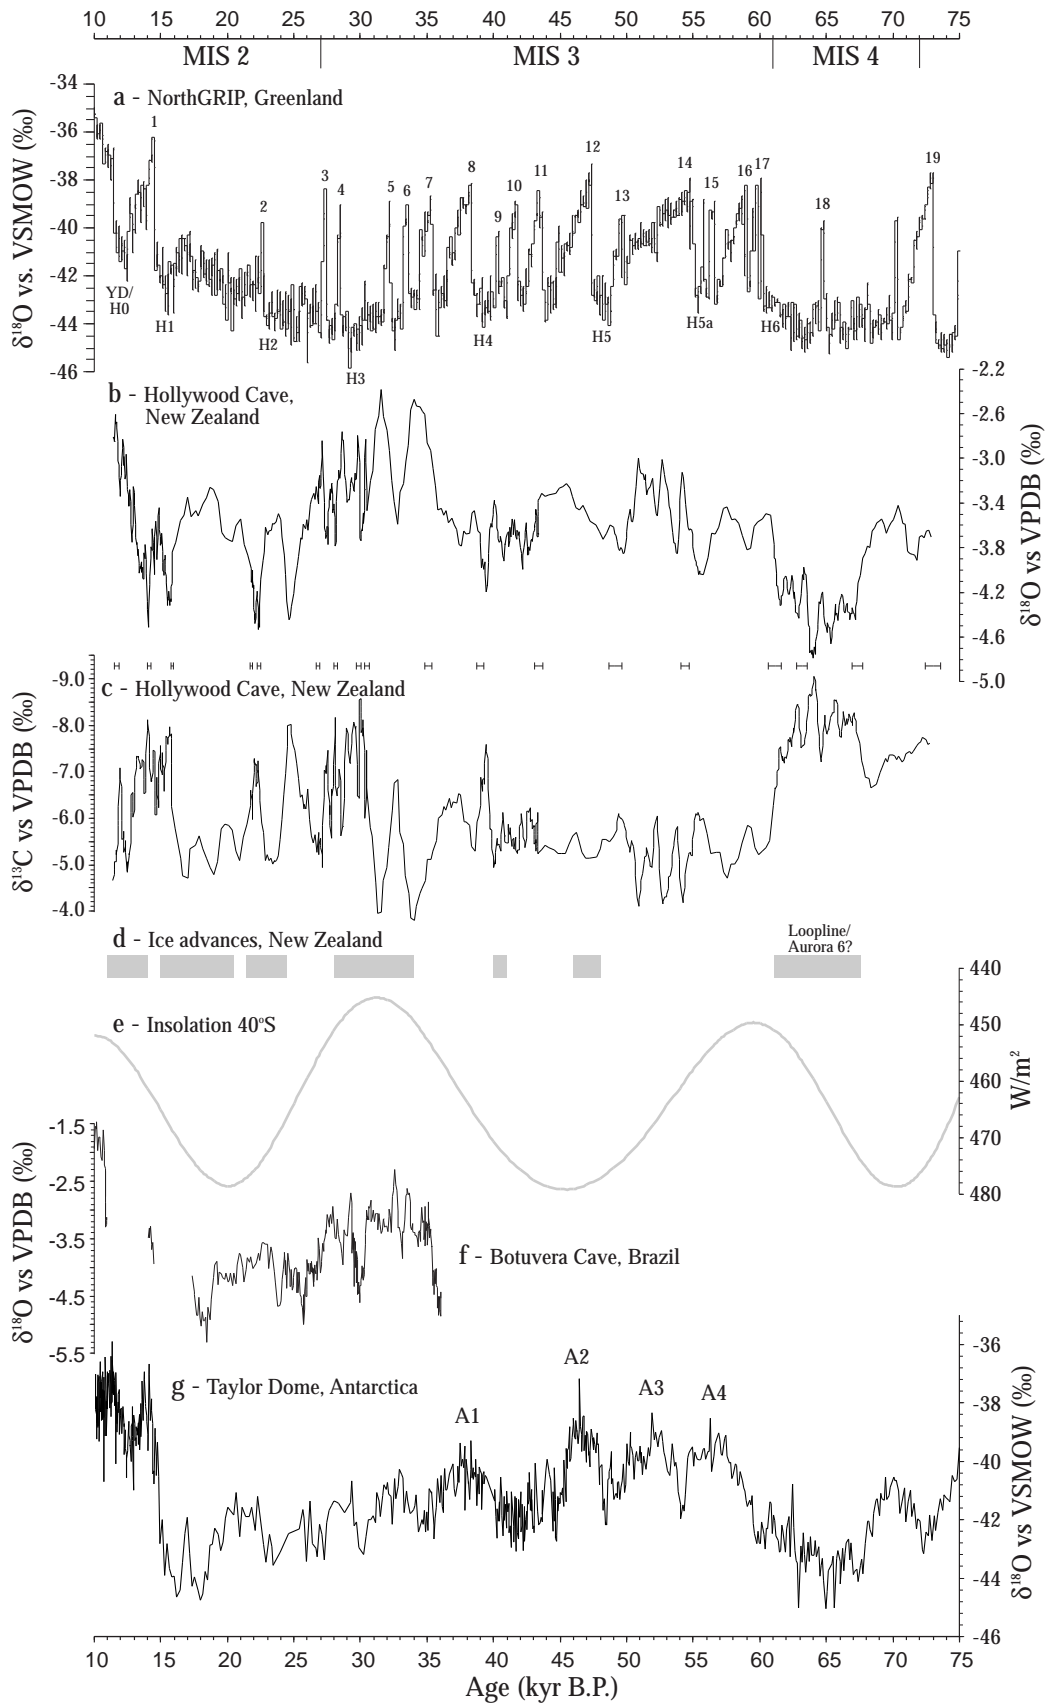 10 15 20 25 30 35 40 45 50 55 60 65 70 75
MIS 2 MIS 3 MIS 4
a - NorthGRIP, Greenland
δ¹⁸O vs. VSMOW (‰)
-34
-36
-38
-40
-42
-44
-46
1 2 3 4 5 6 7 8 9 10 11 12 13 14 15 16 17 18 19
YD/
H0
H1 H2 H3 H4 H5 H5a H6
b - Hollywood Cave,
New Zealand
δ¹⁸O vs VPDB (‰)
-2.2
-2.6
-3.0
-3.4
-3.8
-4.2
-4.6
-5.0
c - Hollywood Cave, New Zealand
δ¹³C vs VPDB (‰)
-9.0
-8.0
-7.0
-6.0
-5.0
-4.0
d - Ice advances, New Zealand
Loopline/
Aurora 6?
e - Insolation 40°S
440
450
460
470
480
W/m²
δ¹⁸O vs VPDB (‰)
-1.5
-2.5
-3.5
-4.5
-5.5
f - Botuvera Cave, Brazil
g - Taylor Dome, Antarctica
A1 A2 A3 A4
δ¹⁸O vs VSMOW (‰)
-36
-38
-40
-42
-44
-46
10 15 20 25 30 35 40 45 50 55 60 65 70 75
Age (kyr B.P.)